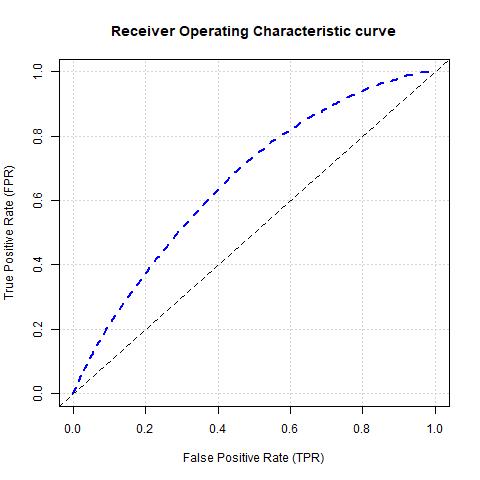 Receiver Operating Characteristic curve
True Positive Rate (FPR)
1.0
0.8
0.6
0.4
0.2
0.0
0.0 0.2 0.4 0.6 0.8 1.0
False Positive Rate (TPR)